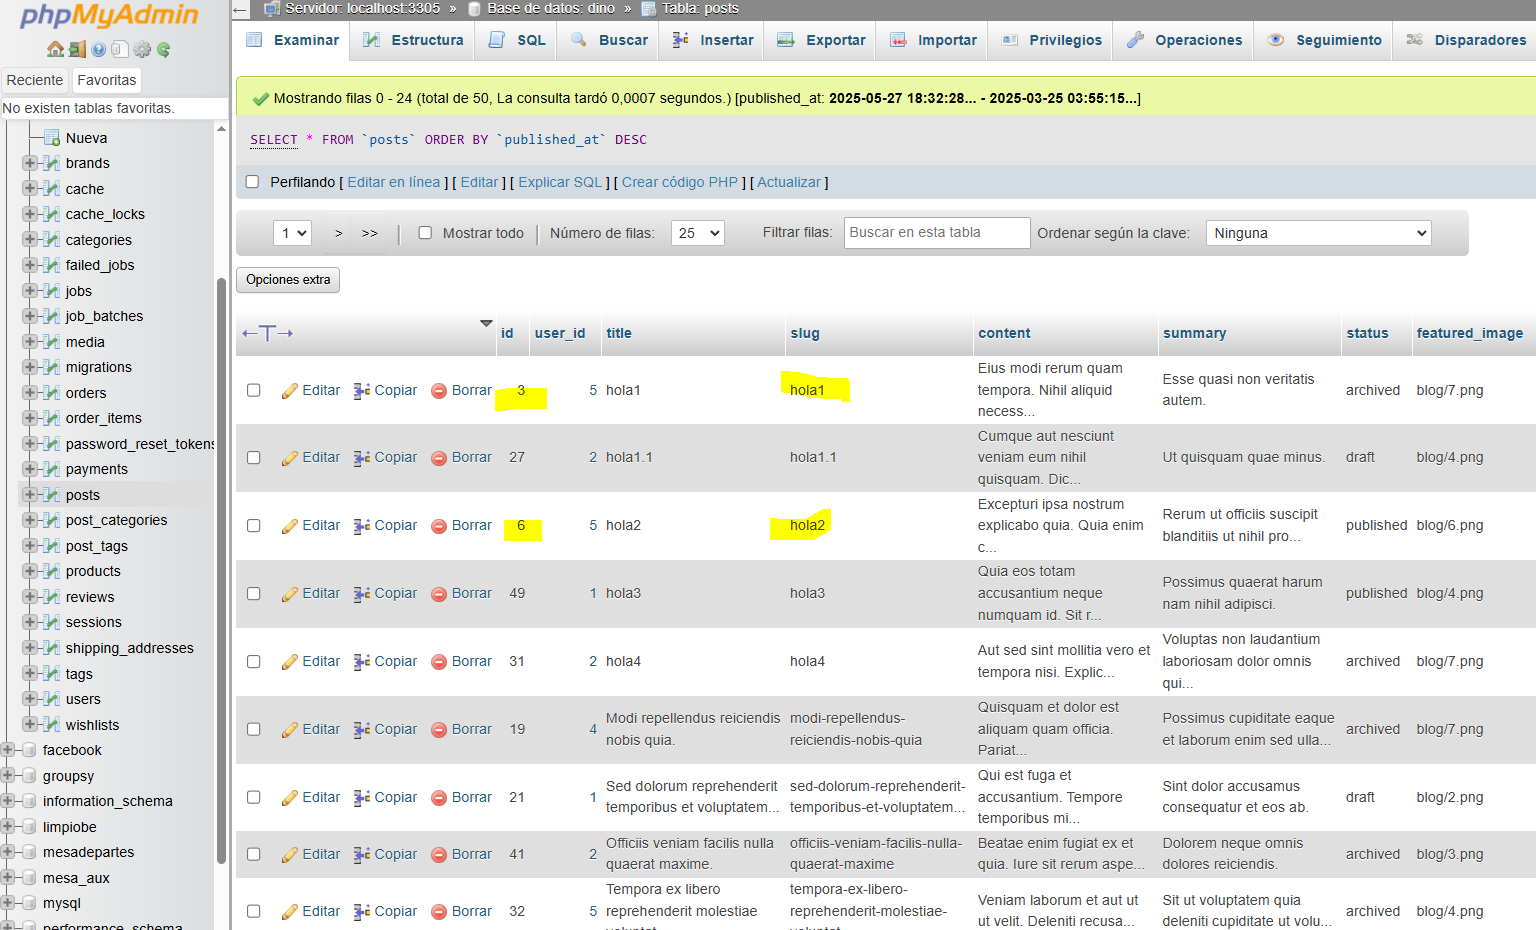 phpMyAdmin
Reciente Favoritas
No existen tablas favoritas.
Nueva
brands
cache
cache_locks
categories
failed_jobs
jobs
job_batches
media
migrations
orders
order_items
password_reset_tokens
payments
posts
post_categories
post_tags
products
reviews
sessions
shipping_addresses
tags
users
wishlists
facebook
groupsy
information_schema
limpiobe
mesadepartes
mesa_aux
mysql
performance_schema
Servidor: localhost:3305 » Base de datos: dino » Tabla: posts
Examinar Estructura SQL Buscar Insertar Exportar Importar Privilegios Operaciones Seguimiento Disparadores
Mostrando filas 0 - 24 (total de 50, La consulta tardó 0,0007 segundos.) [published_at: 2025-05-27 18:32:28... - 2025-03-25 03:55:15...]
SELECT * FROM `posts` ORDER BY `published_at` DESC
Perfilando [ Editar en línea ] [ Editar ] [ Explicar SQL ] [ Crear código PHP ] [ Actualizar ]
1 > >> | Mostrar todo | Número de filas: 25 Filtrar filas: Buscar en esta tabla Ordenar según la clave: Ninguna
Opciones extra
←T→ id user_id title slug content summary status featured_image
Editar Copiar Borrar 3 5 hola1 hola1 Eius modi rerum quam tempora. Nihil aliquid necess... Esse quasi non veritatis autem. archived blog/7.png
Editar Copiar Borrar 27 2 hola1.1 hola1.1 Cumque aut nesciunt veniam eum nihil quisquam. Dic... Ut quisquam quae minus. draft blog/4.png
Editar Copiar Borrar 6 5 hola2 hola2 Excepturi ipsa nostrum explicabo quia. Quia enim c... Rerum ut officiis suscipit blanditiis ut nihil pro... published blog/6.png
Editar Copiar Borrar 49 1 hola3 hola3 Quia eos totam accusantium neque numquam id. Sit r... Possimus quaerat harum nam nihil adipisci. published blog/4.png
Editar Copiar Borrar 31 2 hola4 hola4 Aut sed sint mollitia vero et tempora nisi. Explic... Voluptas non laudantium laboriosam dolor omnis qui... archived blog/7.png
Editar Copiar Borrar 19 4 Modi repellendus reiciendis nobis quia. modi-repellendus-reiciendis-nobis-quia Quisquam et dolor est aliquam quam officia. Pariat... Possimus cupiditate eaque et laborum enim sed ulla... archived blog/7.png
Editar Copiar Borrar 21 1 Sed dolorum reprehenderit temporibus et voluptatem... sed-dolorum-reprehenderit-temporibus-et-voluptatem... Qui est fuga et accusantium. Tempore temporibus mi... Sint dolor accusamus consequatur et eos ab. draft blog/2.png
Editar Copiar Borrar 41 2 Officiis veniam facilis nulla quaerat maxime. officiis-veniam-facilis-nulla-quaerat-maxime Beatae enim fugiat ex et quia. Iure sit rerum aspe... Dolorem neque omnis dolores reiciendis. archived blog/3.png
Editar Copiar Borrar 32 5 Tempora ex libero reprehenderit molestiae tempora-ex-libero-reprehenderit-molestiae- Veniam laborum et aut ut ut velit. Deleniti recusa... Sit ut voluptatem quia deleniti cupiditate ut volu... archived blog/4.png